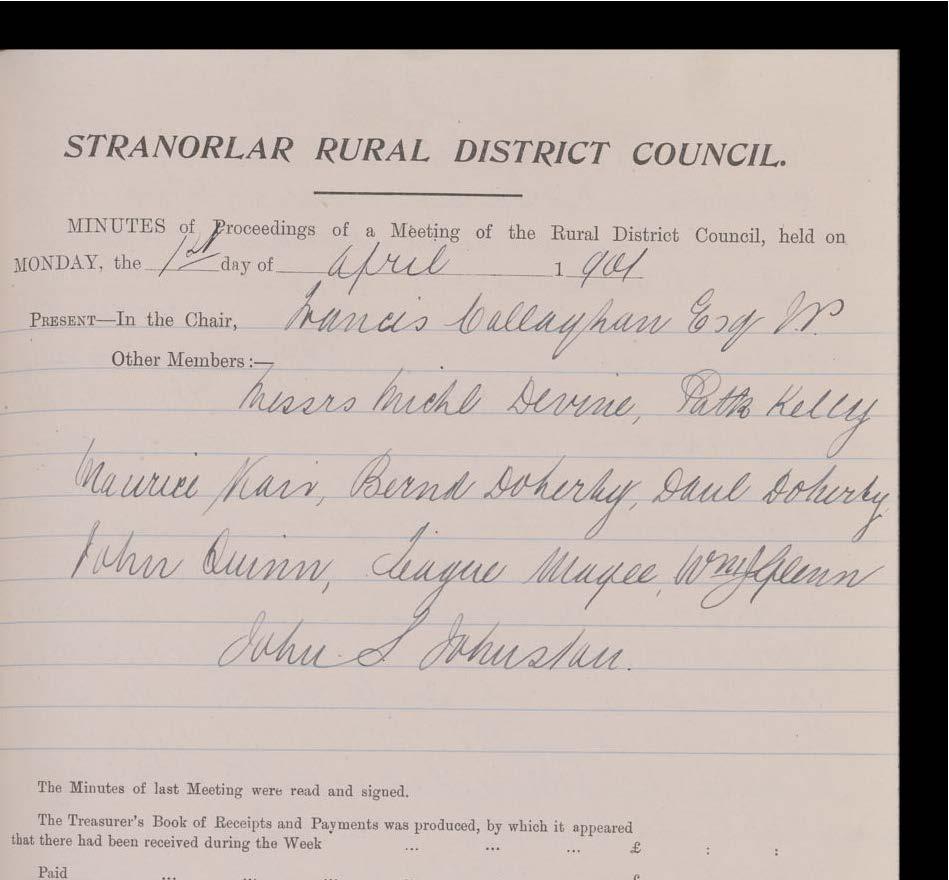 STRANORLAR RURAL DISTRICT COUNCIL.
MINUTES of Proceedings of a Meeting of the Rural District Council, held on
MONDAY, the 1st day of April 1 901
PRESENT—In the Chair, Francis Callaghan Esq JP.
Other Members:—
Messrs Michl Devine, Patk Kelly
Maurice Bernd Doherty, Danl Doherty
John Quinn, Teague Magee, Wm J Glenn
John S Johnston.
The Minutes of last Meeting were read and signed.
The Treasurer's Book of Receipts and Payments was produced, by which it appeared
that there had been received during the Week ... ... ... £ : :
Paid ... ... ... ... £